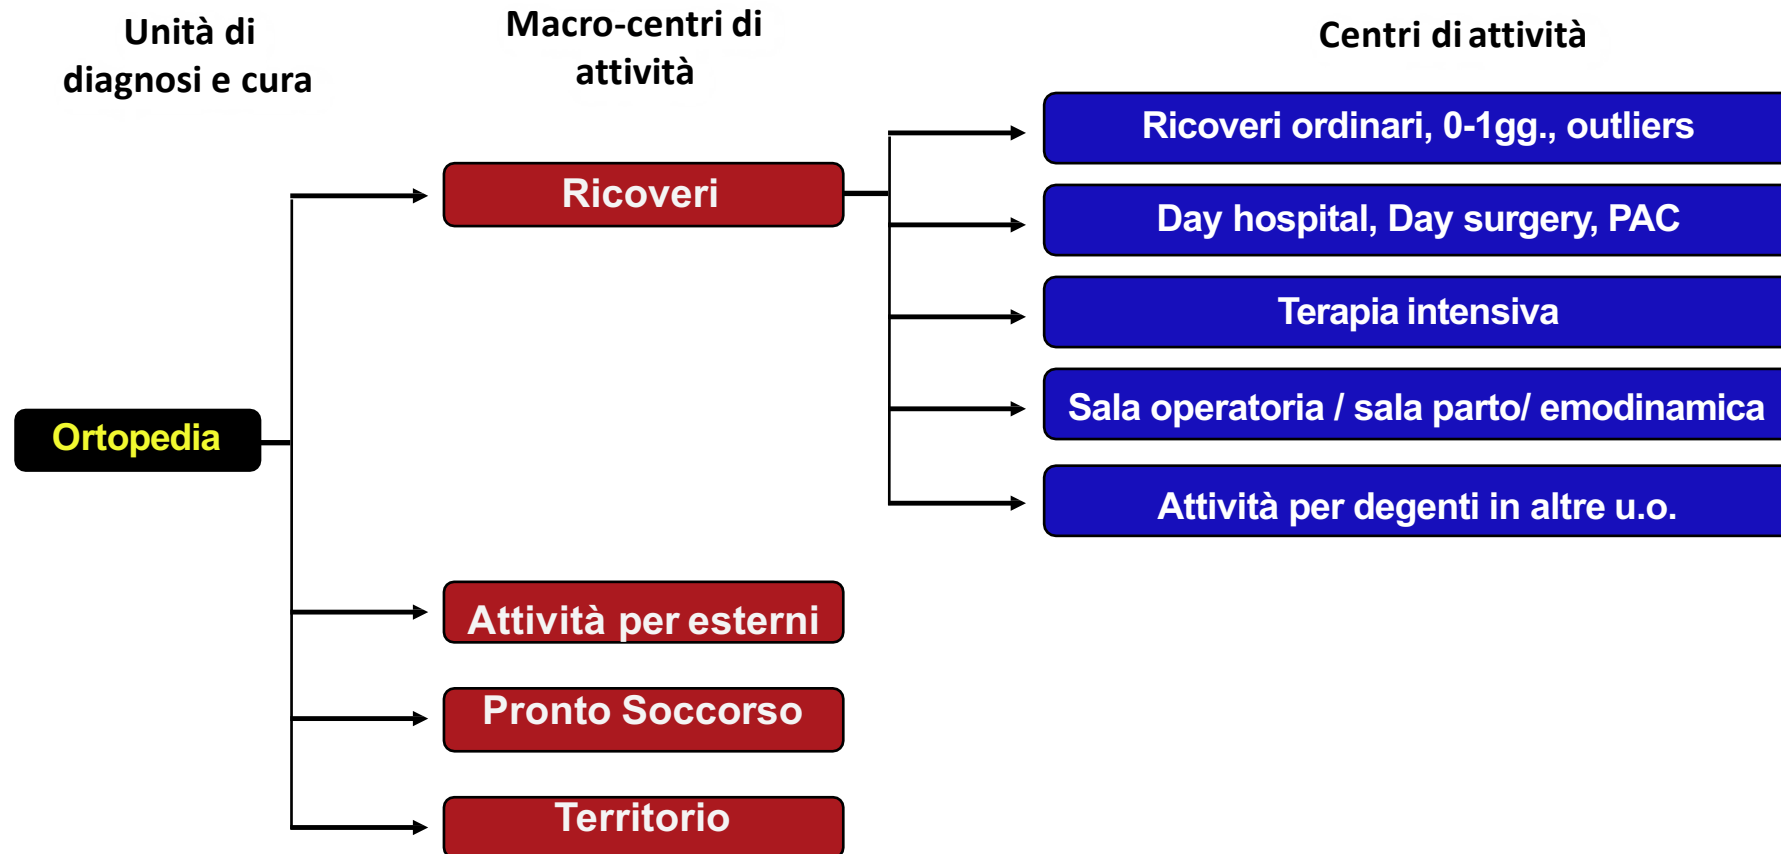 Unità di
diagnosi e cura
Macro-centri di
attività
Centri di attività
Ricoveri ordinari, 0-1gg., outliers
Ricoveri
Day hospital, Day surgery, PAC
Terapia intensiva
Sala operatoria / sala parto/ emodinamica
Ortopedia
Attività per degenti in altre u.o.
Attività per esterni
Pronto Soccorso
Territorio